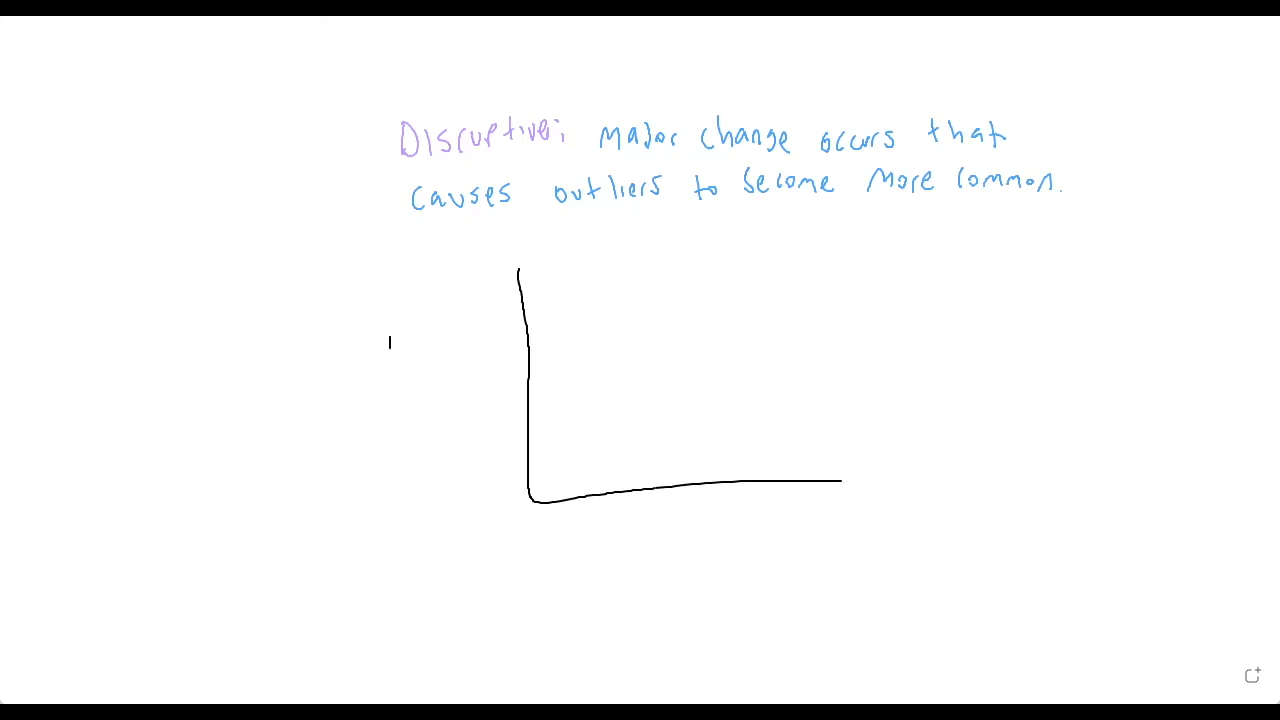 Disruptive: Major change occurs that
causes outliers to become more common.